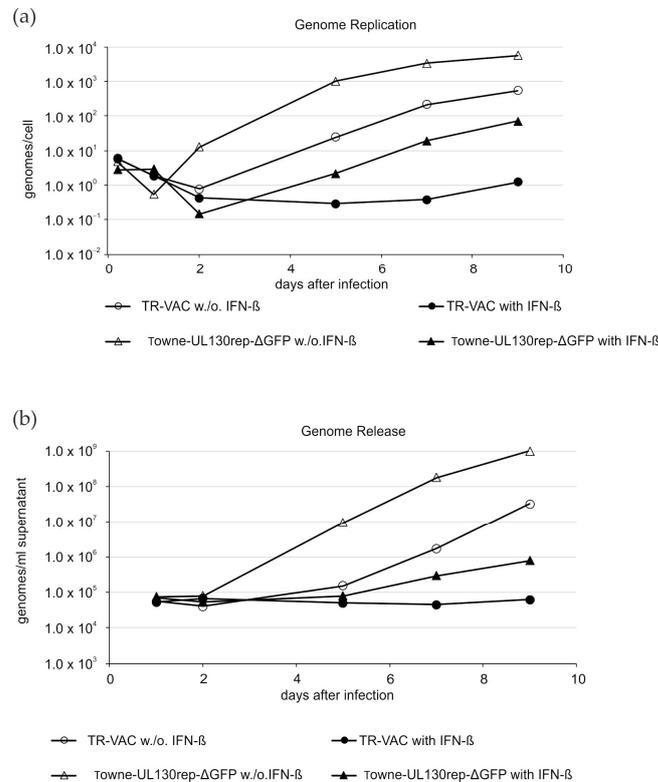 (a)
Genome Replication
genomes/cell
1.0 x 10⁴
1.0 x 10³
1.0 x 10²
1.0 x 10¹
1.0 x 10⁰
1.0 x 10⁻¹
1.0 x 10⁻²
0 2 4 6 8 10
days after infection
TR-VAC w./o. IFN-ß TR-VAC with IFN-ß
Towne-UL130rep-ΔGFP w./o.IFN-ß Towne-UL130rep-ΔGFP with IFN-ß
(b)
Genome Release
genomes/ml supernatant
1.0 x 10⁹
1.0 x 10⁸
1.0 x 10⁷
1.0 x 10⁶
1.0 x 10⁵
1.0 x 10⁴
1.0 x 10³
0 2 4 6 8 10
days after infection
TR-VAC w./o. IFN-ß TR-VAC with IFN-ß
Towne-UL130rep-ΔGFP w./o.IFN-ß Towne-UL130rep-ΔGFP with IFN-ß